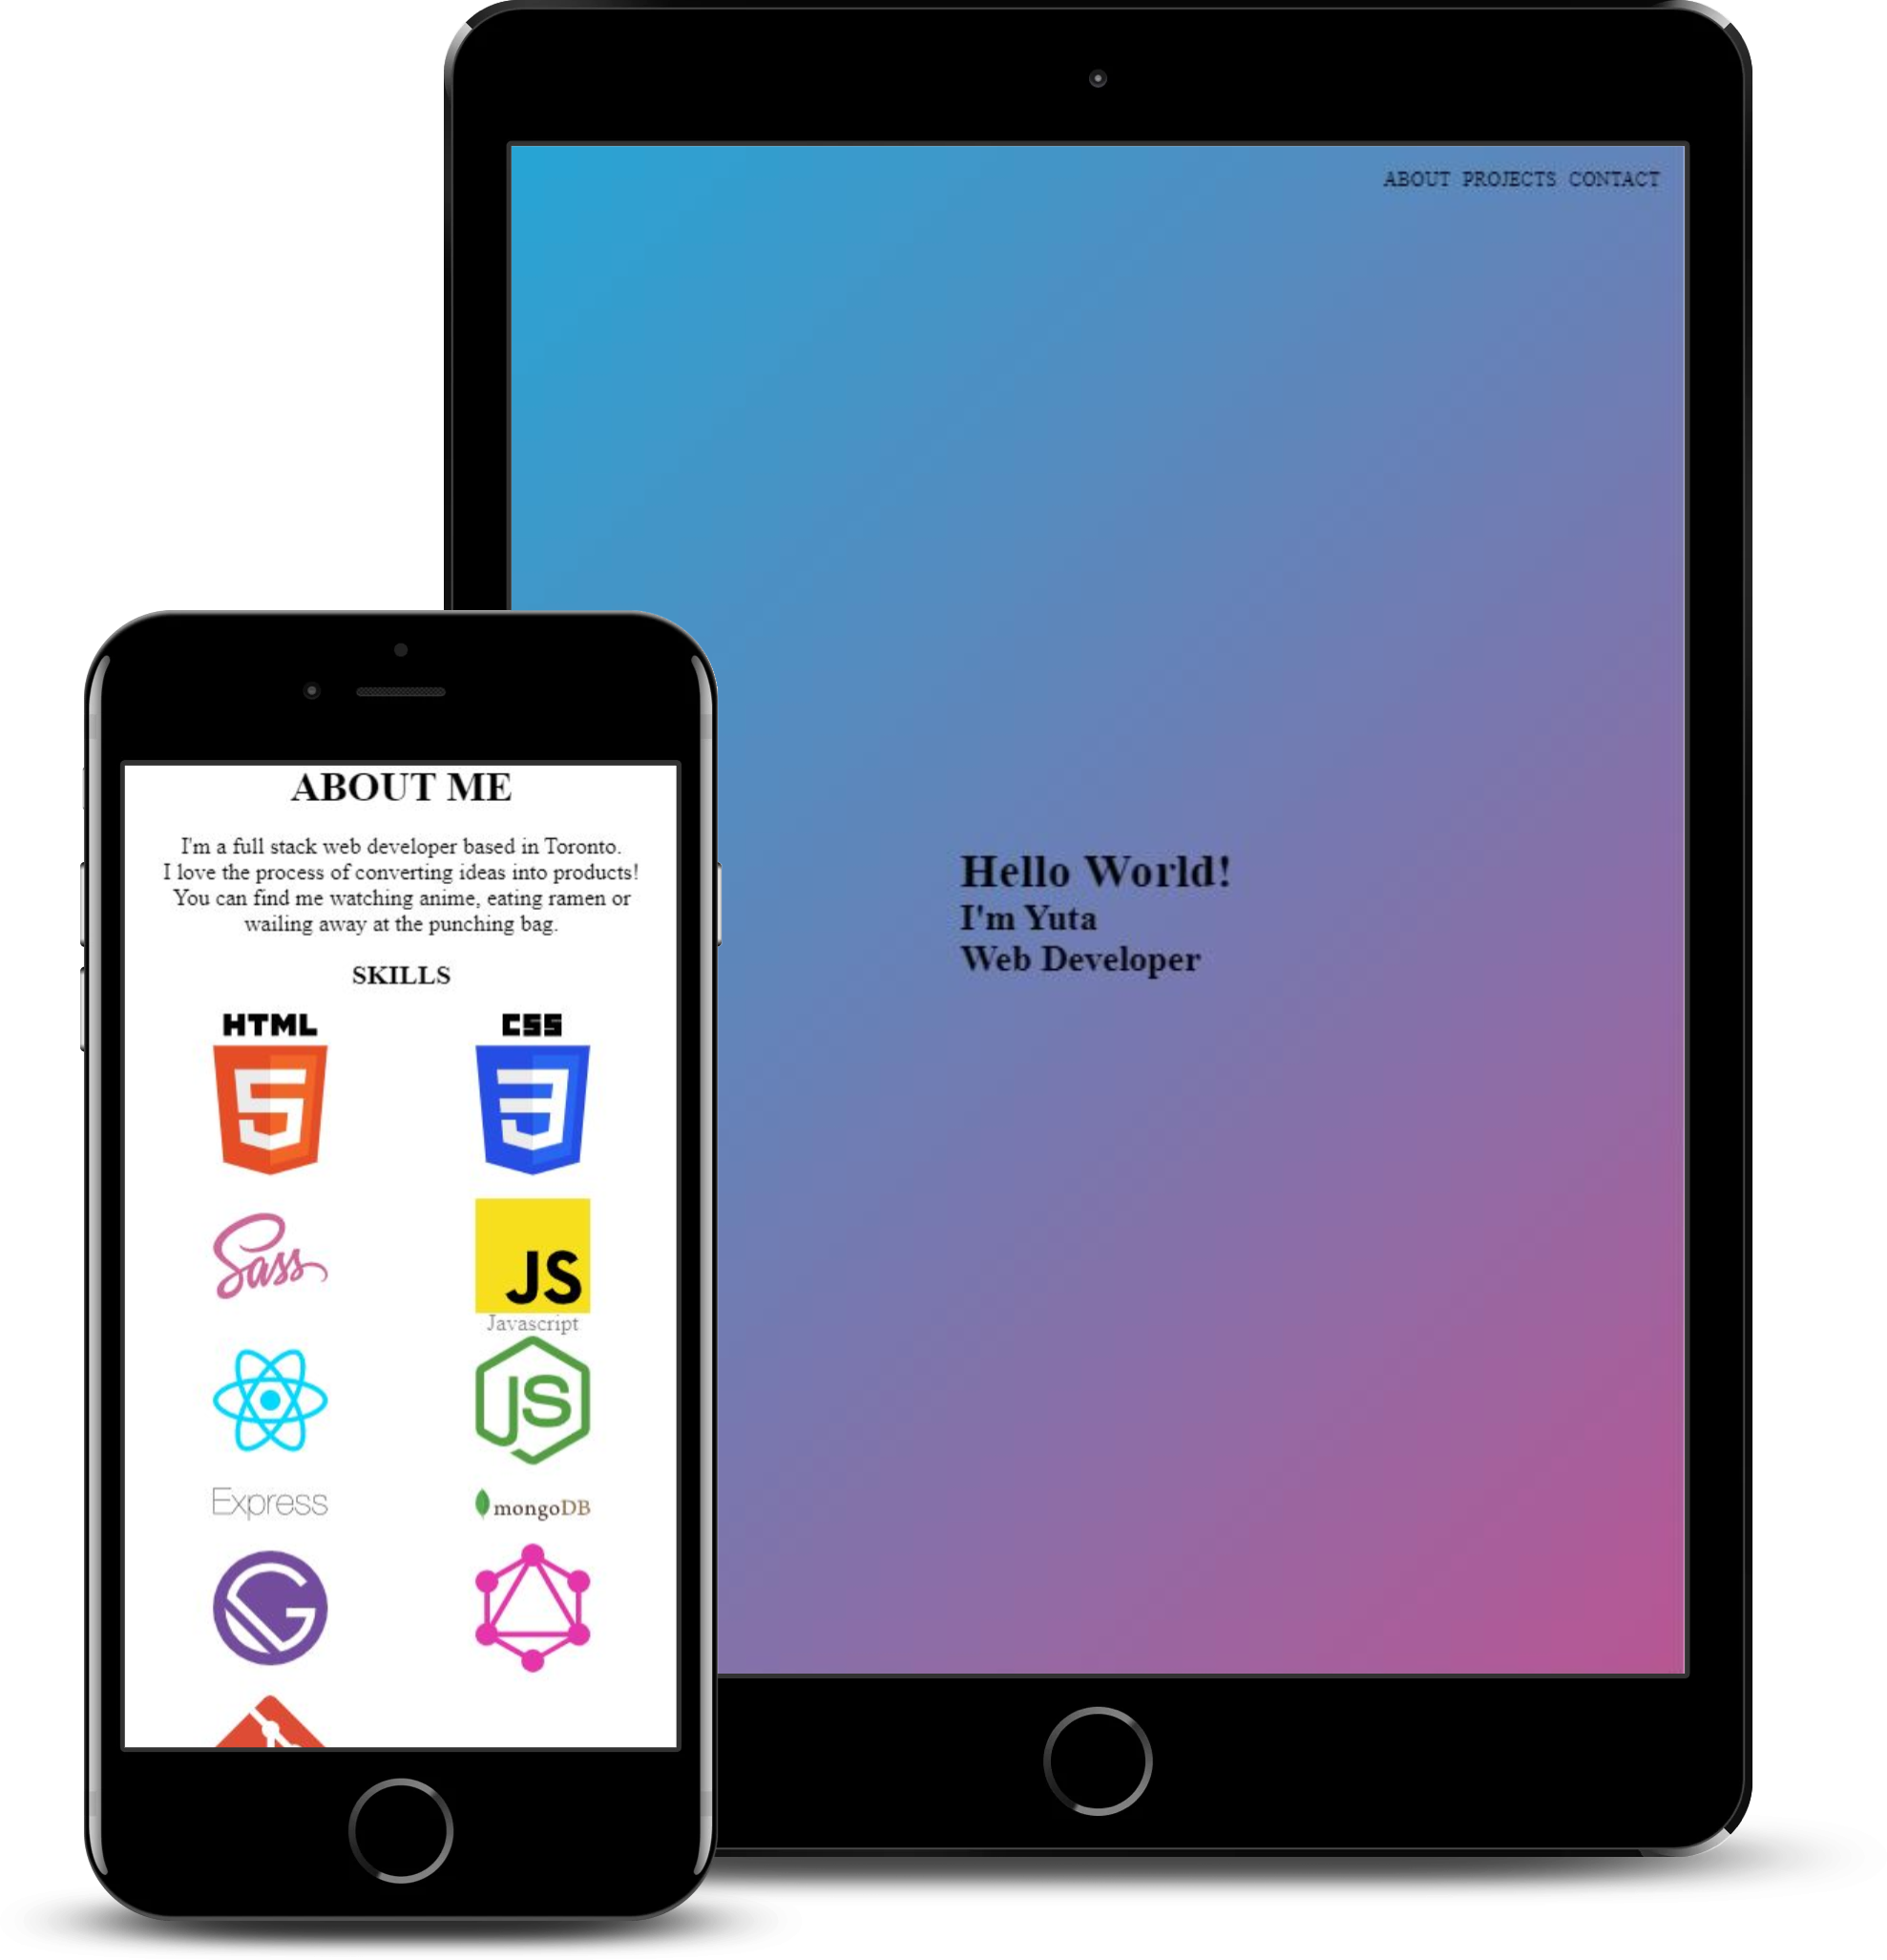 ABOUT PROJECTS CONTACT
Hello World!
I'm Yuta
Web Developer
ABOUT ME
I'm a full stack web developer based in Toronto.
I love the process of converting ideas into products!
You can find me watching anime, eating ramen or
wailing away at the punching bag.
SKILLS
HTML CSS
5 3
Sass JS
Javascript
JS
Express mongoDB
G